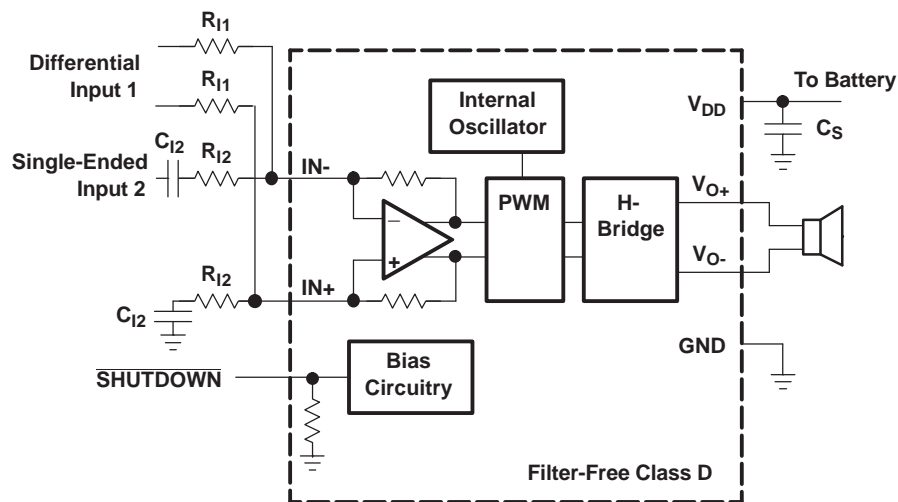 R_I1
Differential
Input 1
R_I1
C_I2
R_I2
Single-Ended
Input 2
R_I2
C_I2
SHUTDOWN
IN-
IN+
Internal
Oscillator
−
+
PWM
H-
Bridge
Bias
Circuitry
V_DD
To Battery
C_S
V_O+
V_O-
GND
Filter-Free Class D